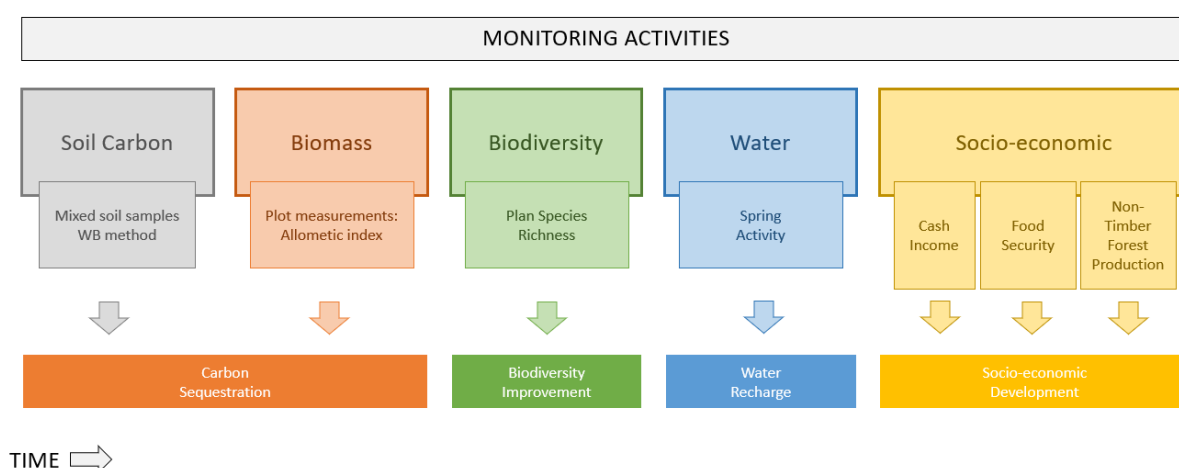 MONITORING ACTIVITIES
Soil Carbon
Biomass
Biodiversity
Water
Socio-economic
Mixed soil samples
WB method
Plot measurements:
Allometic index
Plan Species
Richness
Spring
Activity
Cash
Income
Food
Security
Non-
Timber
Forest
Production
Carbon
Sequestration
Biodiversity
Improvement
Water
Recharge
Socio-economic
Development
TIME